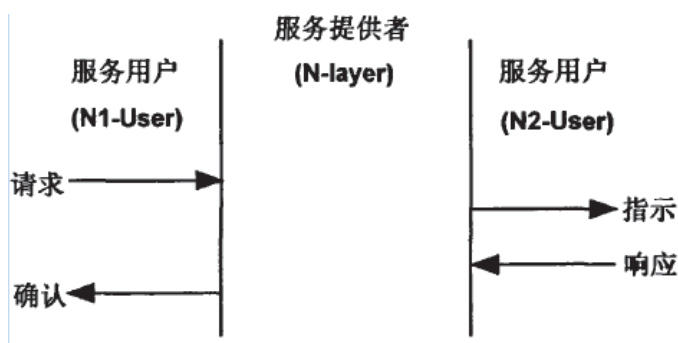 服务提供者
(N-layer)
服务用户
(N1-User)
服务用户
(N2-User)
请求
指示
响应
确认